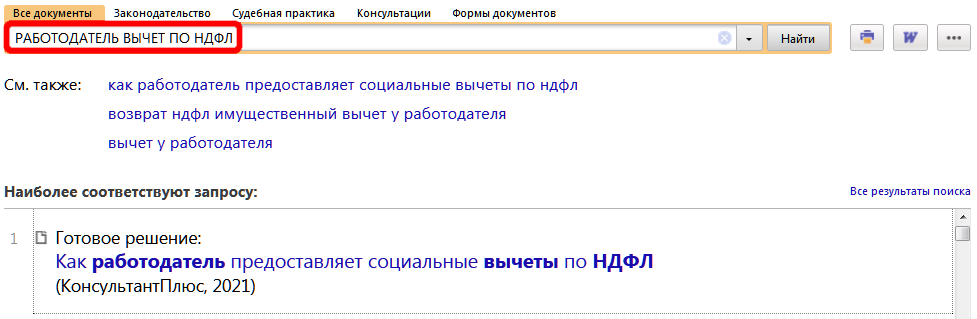 Все документы Законодательство Судебная практика Консультации Формы документов
РАБОТОДАТЕЛЬ ВЫЧЕТ ПО НДФЛ Найти W
См. также: как работодатель предоставляет социальные вычеты по ндфл
возврат ндфл имущественный вычет у работодателя
вычет у работодателя
Наиболее соответствуют запросу: Все результаты поиска
1 Готовое решение:
Как работодатель предоставляет социальные вычеты по НДФЛ
(КонсультантПлюс, 2021)